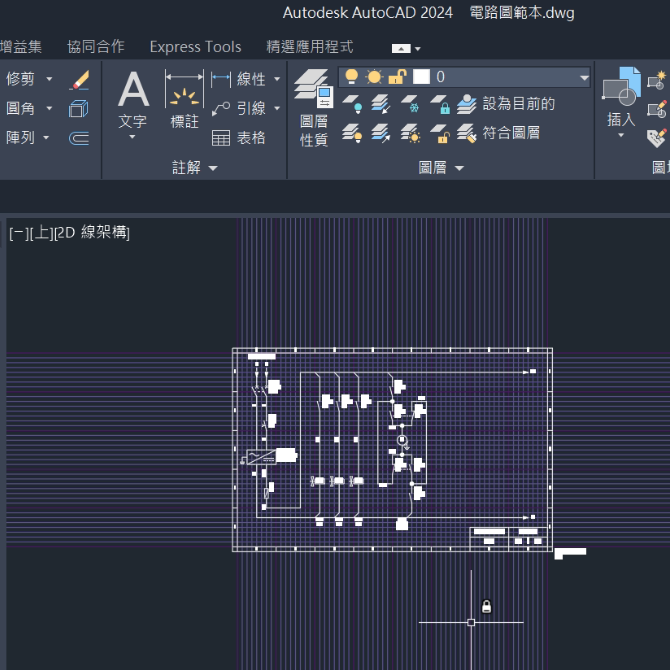 Autodesk AutoCAD 2024 電路圖範本.dwg
增益集 協同合作 Express Tools 精選應用程式
修剪
圓角
陣列
文字
標註
線性
引線
表格
註解
圖層
性質
0
設為目前的
符合圖層
圖層
插入
[−][上][2D 線架構]